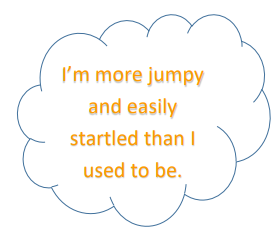 I’m more jumpy
and easily
startled than I
used to be.